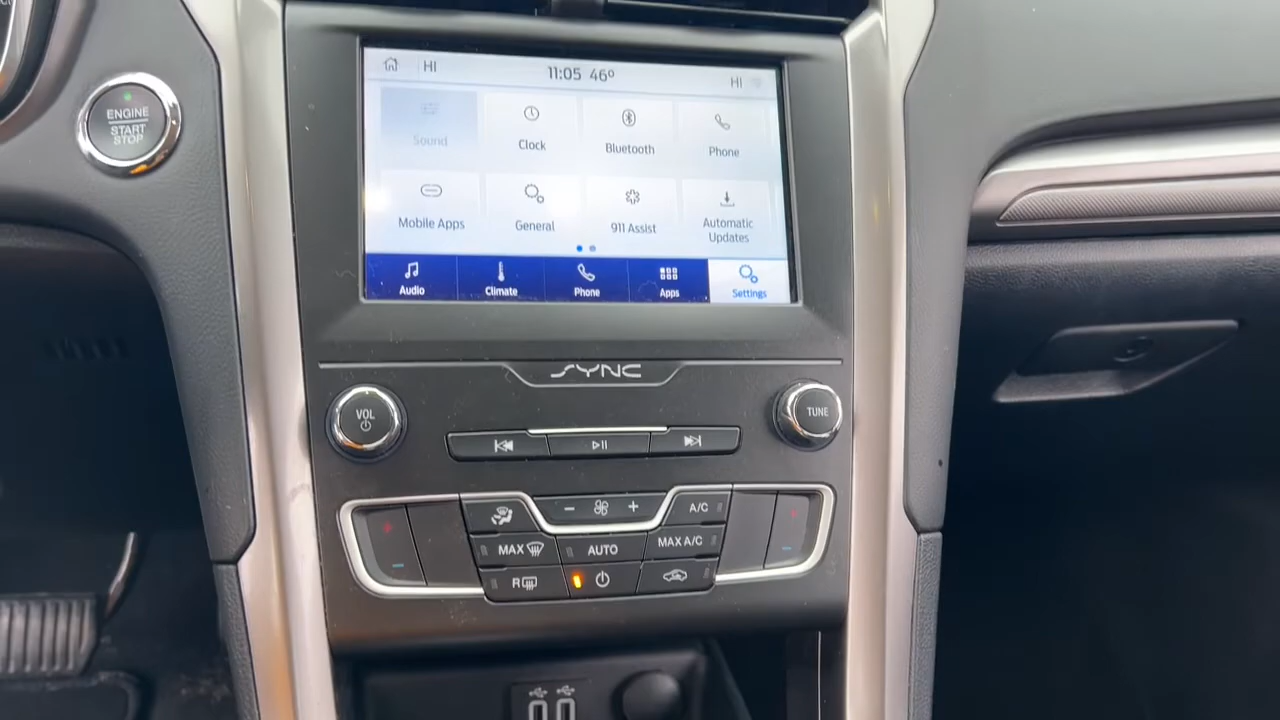 ENGINE
START
STOP
HI 11:05 46° HI
Sound Clock Bluetooth Phone
Mobile Apps General 911 Assist Automatic
Updates
Audio Climate Phone Apps Settings
SYNC
VOL
TUNE
− + A/C
MAX AUTO MAX A/C
R